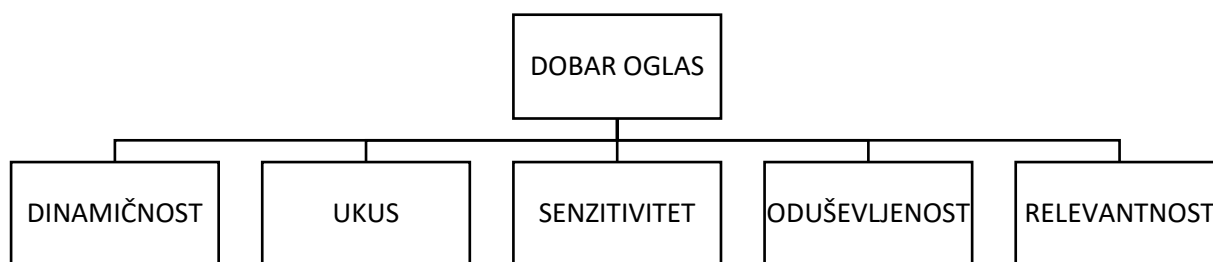 DOBAR OGLAS
DINAMIČNOST
UKUS
SENZITIVITET
ODUŠEVLJENOST
RELEVANTNOST